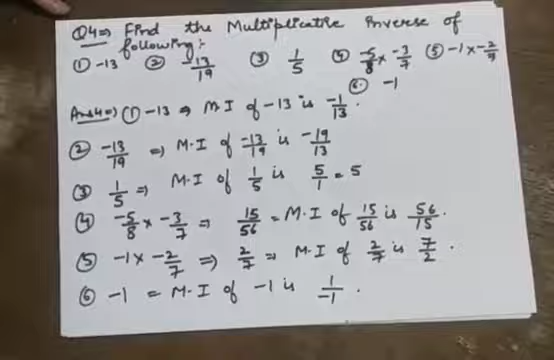 Q4⇒ Find the Multiplicative Inverse of
following:-
① -13 ② -13/19 ③ 1/5 ④ -5/8 × -3/7 ⑤ -1 × -2/7
⑥ -1
Ans4⇒ ① -13 ⇒ M.I of -13 is -1/13.
② -13/19 ⇒ M.I of -13/19 is -19/13
③ 1/5 ⇒ M.I of 1/5 is 5/1 = 5
④ -5/8 × -3/7 ⇒ 15/56 = M.I of 15/56 is 56/15.
⑤ -1 × -2/7 ⇒ 2/7 ⇒ M.I of 2/7 is 7/2.
⑥ -1 = M.I of -1 is 1/-1.